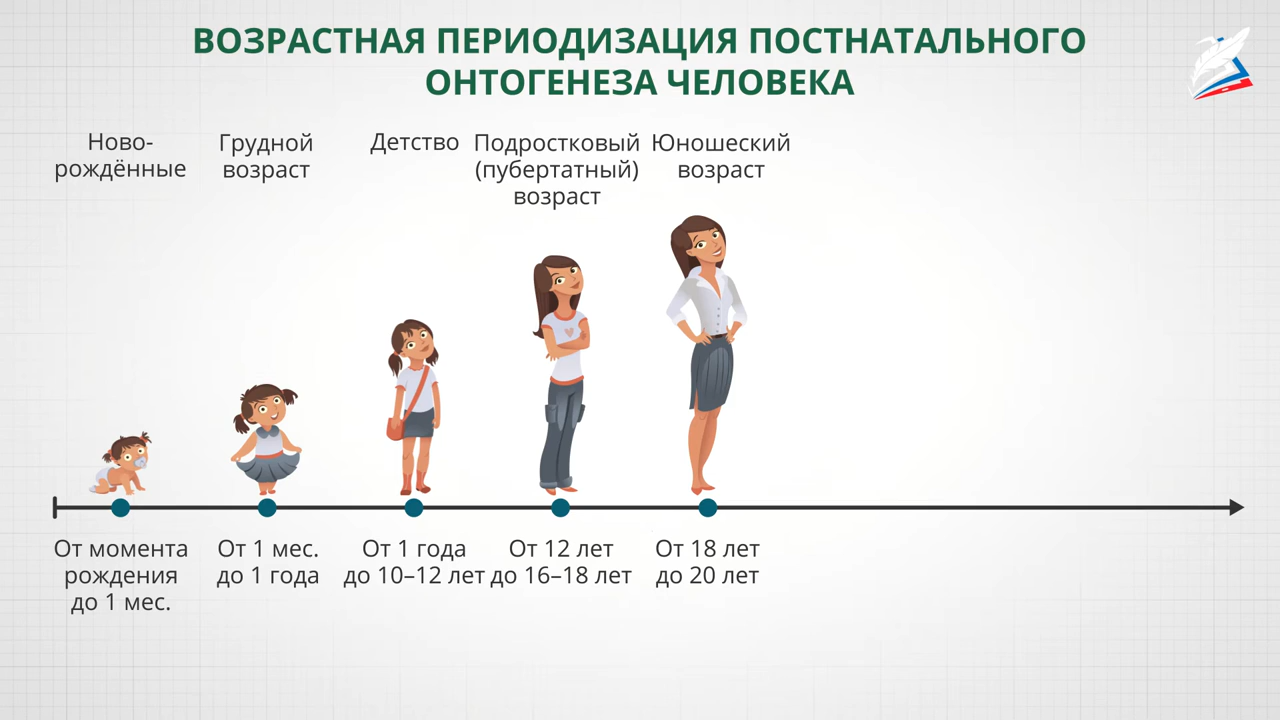 ВОЗРАСТНАЯ ПЕРИОДИЗАЦИЯ ПОСТНАТАЛЬНОГО
ОНТОГЕНЕЗА ЧЕЛОВЕКА
Ново-
рождённые
Грудной
возраст
Детство
Подростковый
(пубертатный)
возраст
Юношеский
возраст
От момента
рождения
до 1 мес.
От 1 мес.
до 1 года
От 1 года
до 10–12 лет
От 12 лет
до 16–18 лет
От 18 лет
до 20 лет